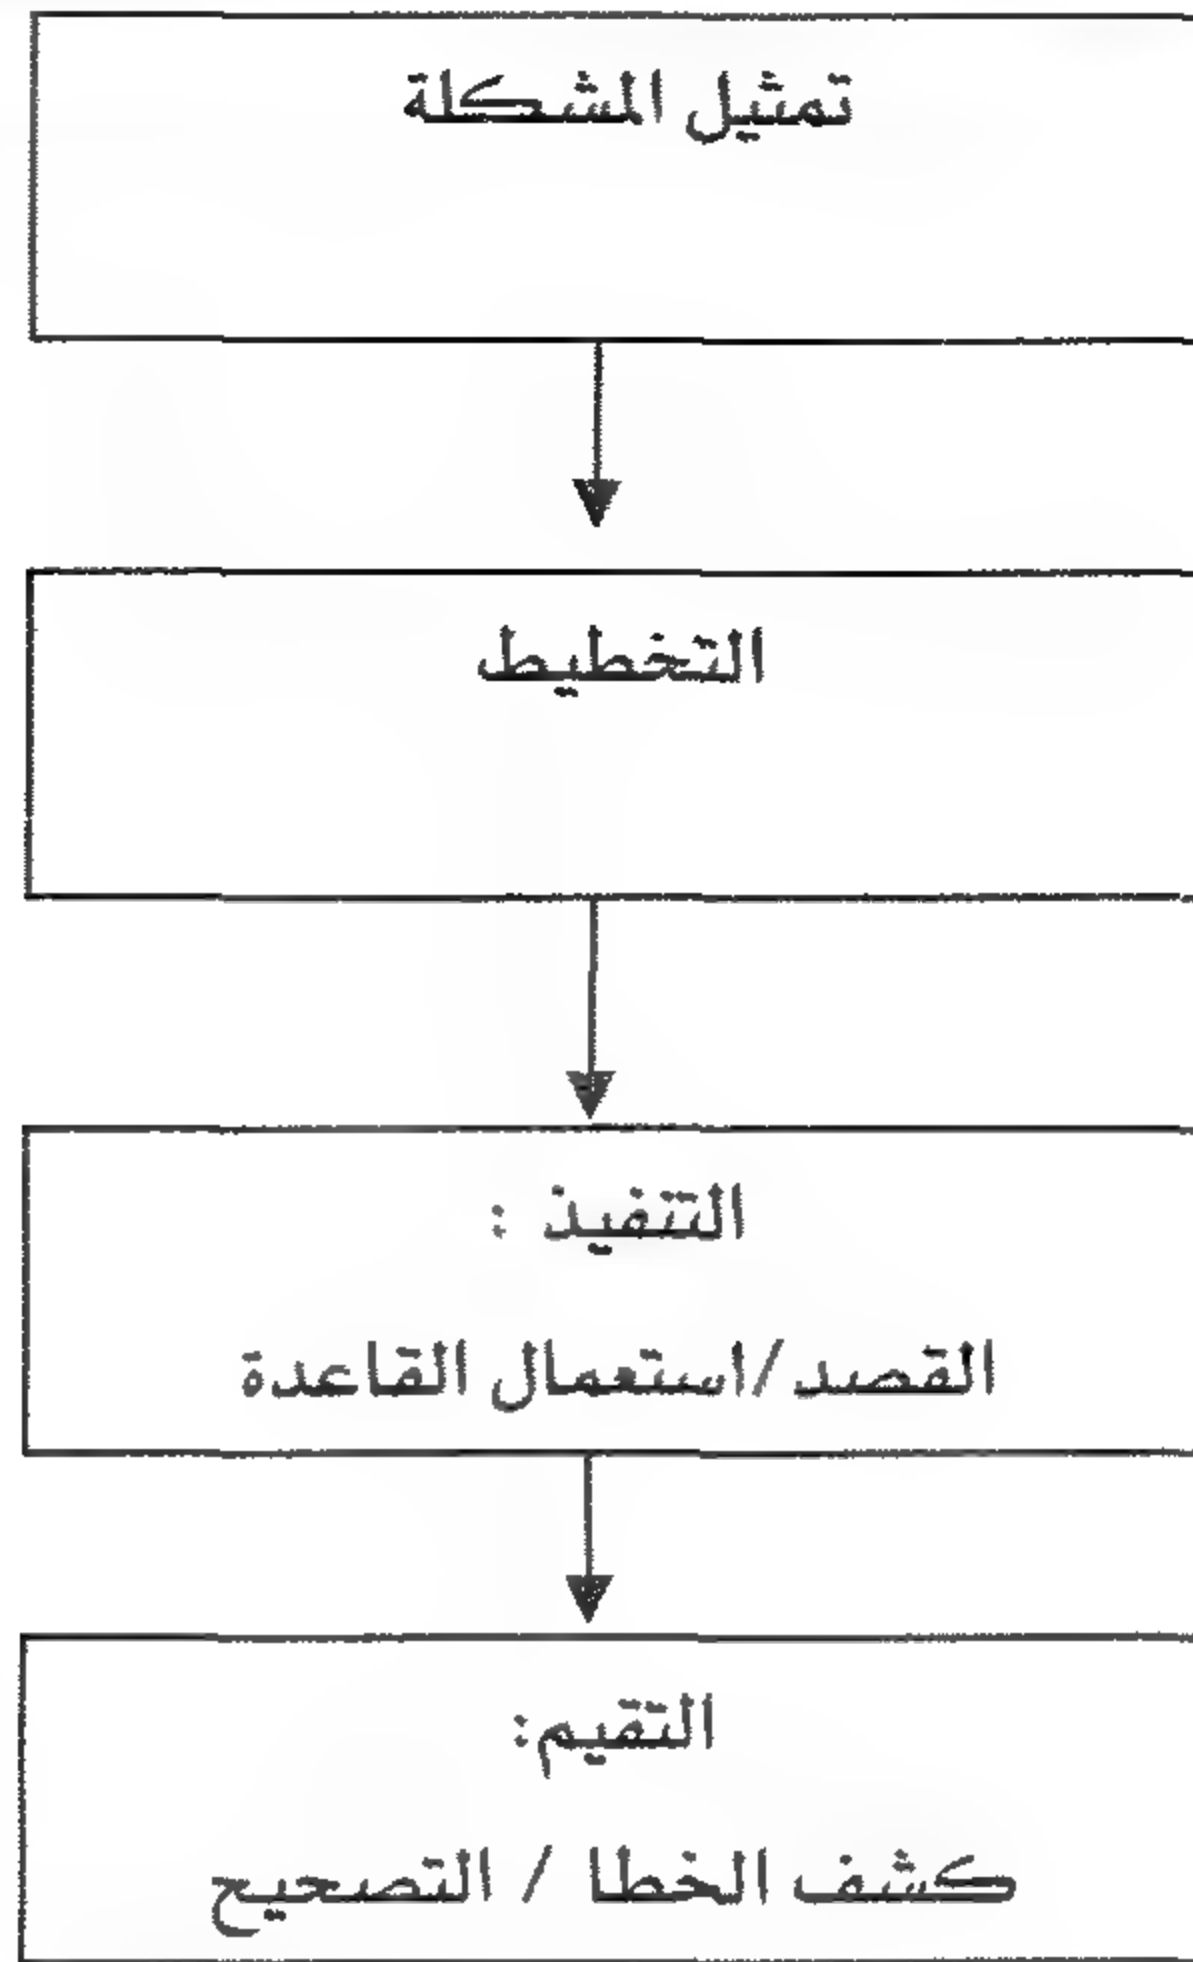 تمثيل المشكلة
التخطيط
التنفيذ :
القصد/استعمال القاعدة
التقيم:
كشف الخطا / التصحيح